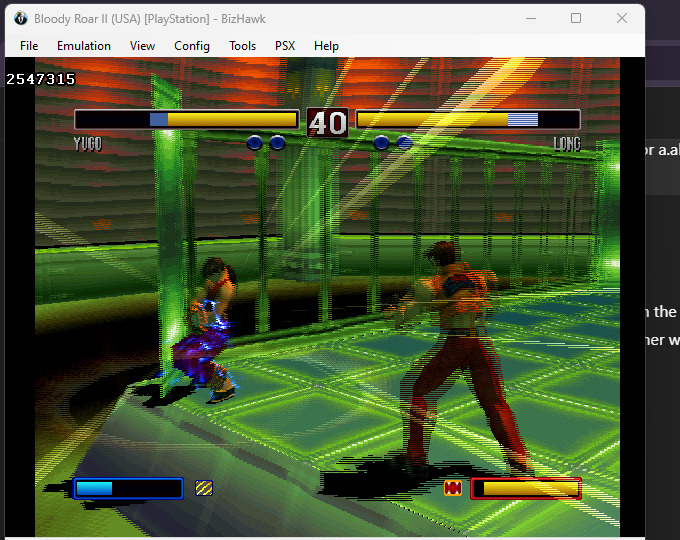 Bloody Roar II (USA) [PlayStation] - BizHawk
File Emulation View Config Tools PSX Help
2547315
40
YUGO LONG
or a.al
n the
her w